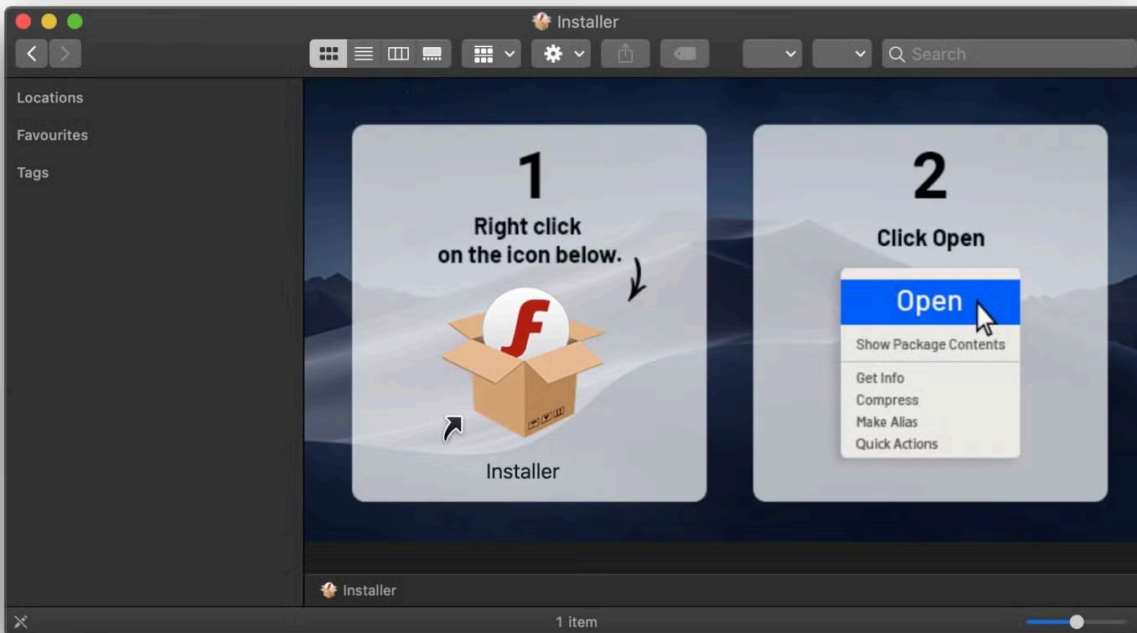 Installer
Search
Locations
Favourites
Tags
1
Right click
on the icon below.
Installer
2
Click Open
Open
Show Package Contents
Get Info
Compress
Make Alias
Quick Actions
Installer
1 item